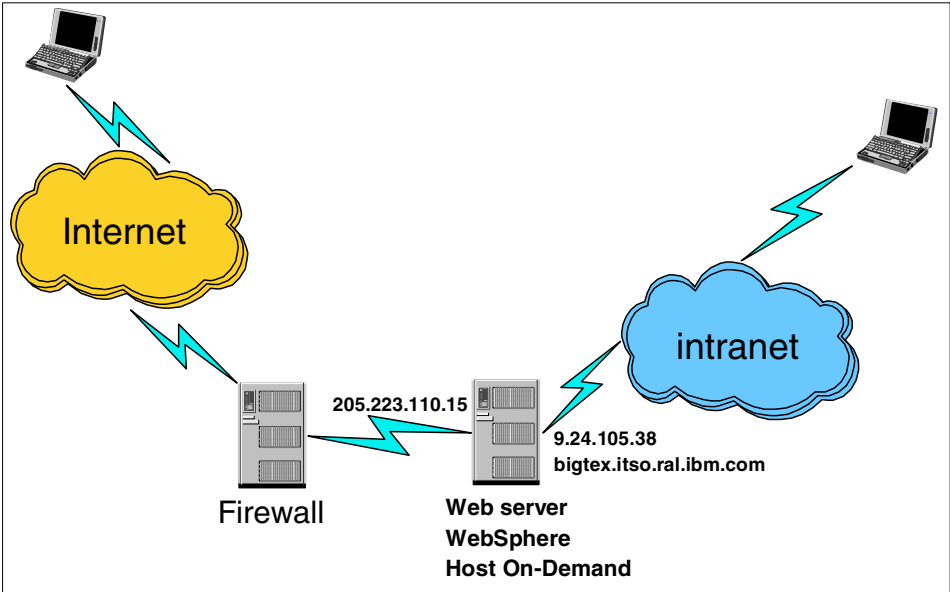 Internet
intranet
205.223.110.15
9.24.105.38
bigtex.itso.ral.ibm.com
Firewall
Web server
WebSphere
Host On-Demand